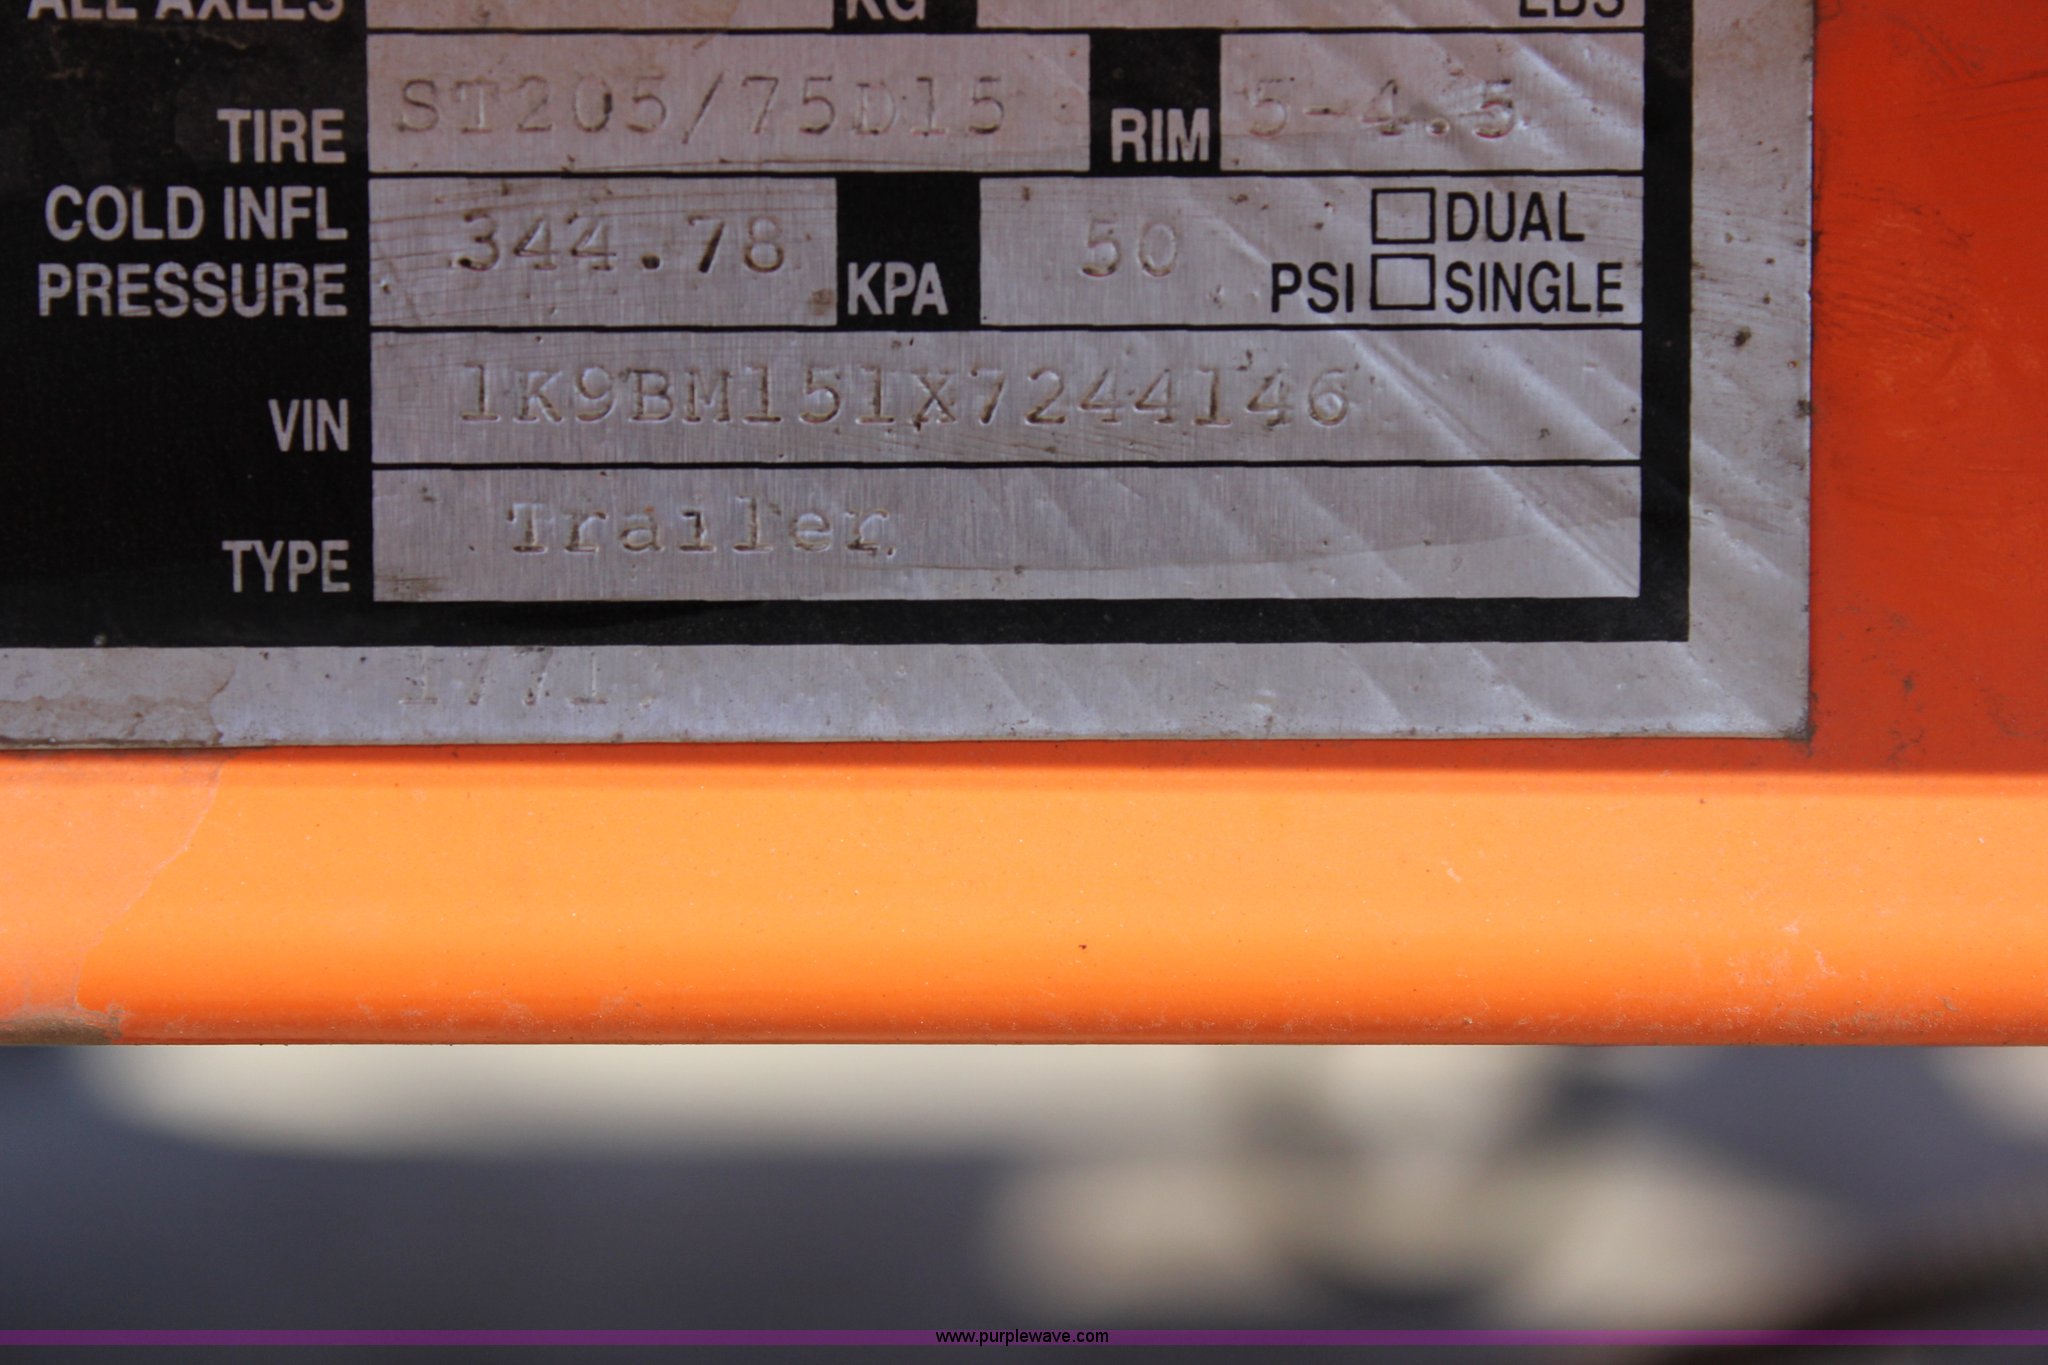 ALL AXLES KG LBS
TIRE ST205/75D15 RIM 5-4.5
COLD INFL PRESSURE 344.78 KPA 50 PSI DUAL SINGLE
VIN 1K9BM151X7244146
TYPE Trailer
1771
www.purplewave.com